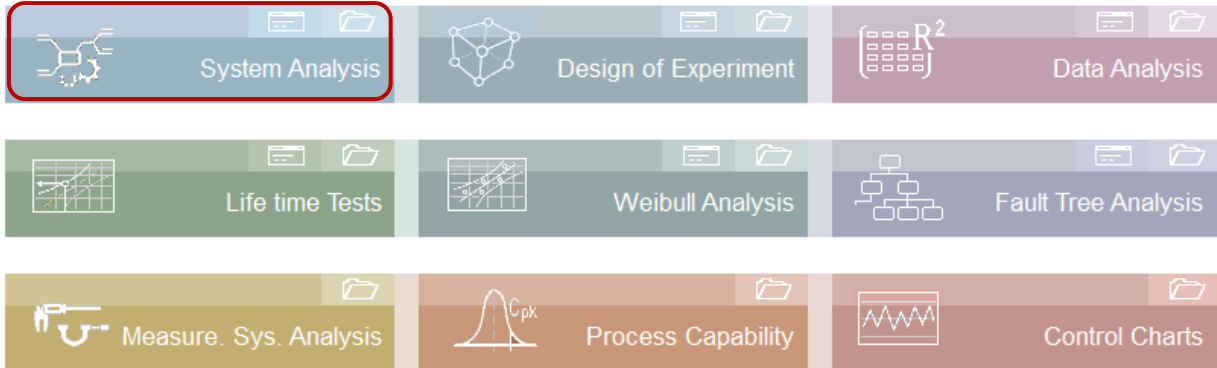 System Analysis
Design of Experiment
R2
Data Analysis
Life time Tests
Weibull Analysis
Fault Tree Analysis
Measure. Sys. Analysis
Cpk
Process Capability
Control Charts